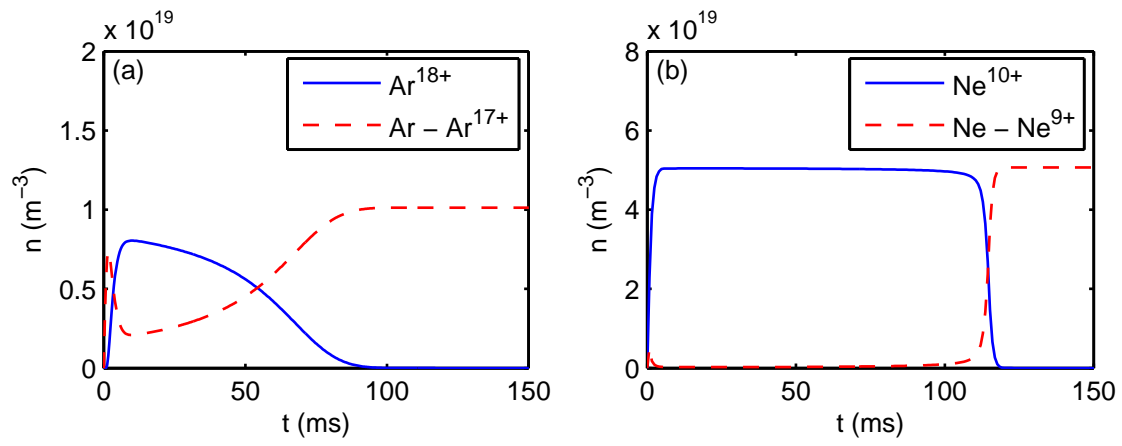 x 10^19
2
(a)
Ar^18+
Ar – Ar^17+
1.5
1
0.5
0
n (m^−3)
0
50
100
150
t (ms)
x 10^19
8
(b)
Ne^10+
Ne – Ne^9+
6
4
2
0
n (m^−3)
0
50
100
150
t (ms)